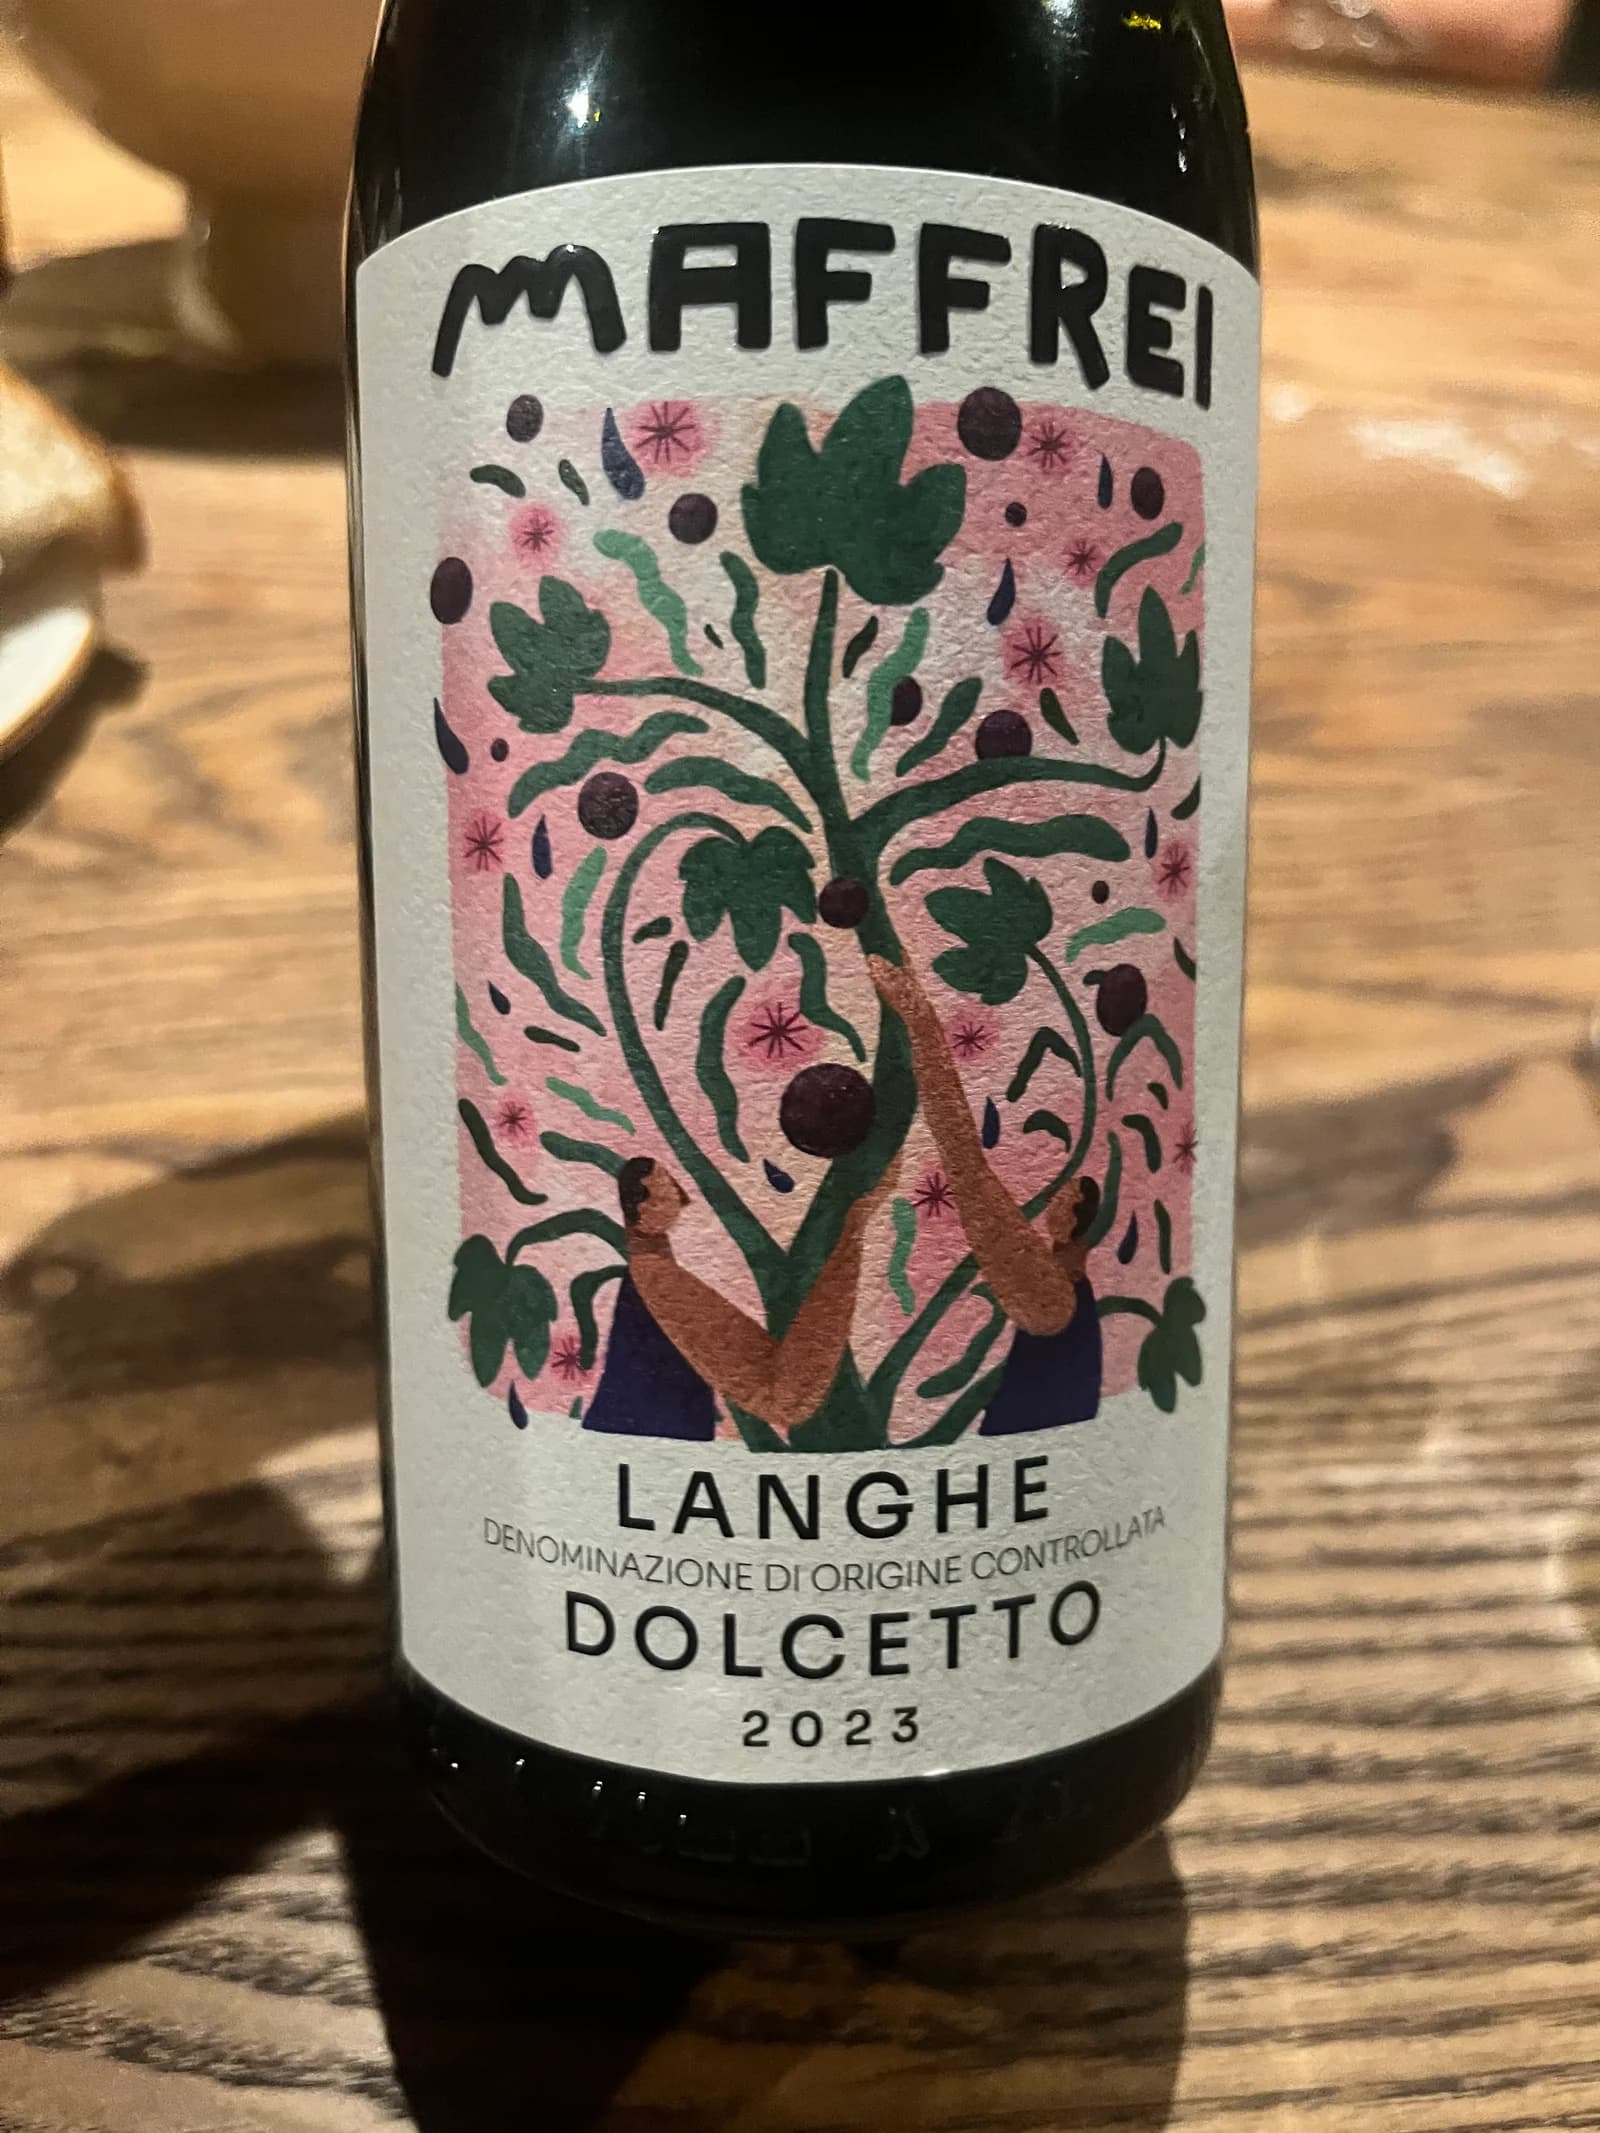 MAFFREI
LANGHE
DENOMINAZIONE DI ORIGINE CONTROLLATA
DOLCETTO
2023